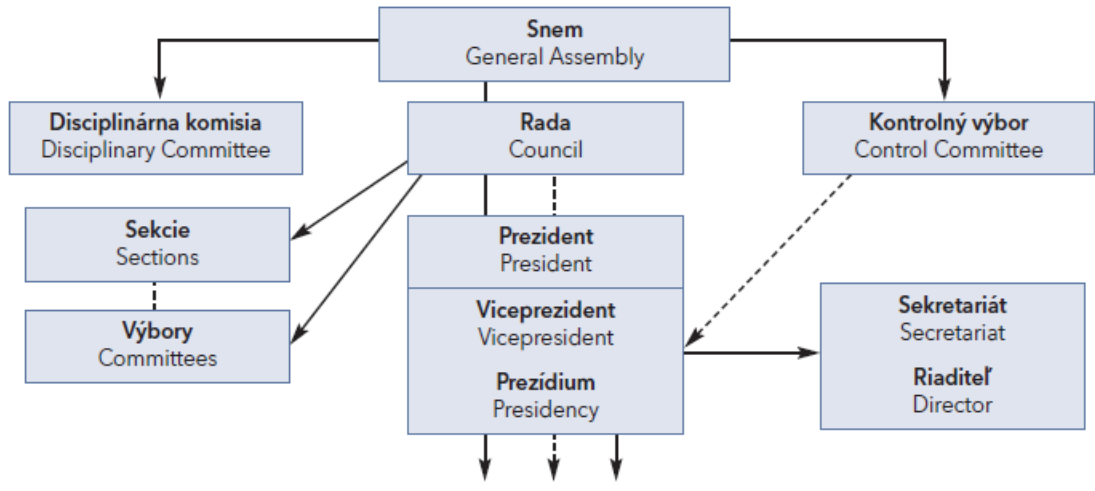 Snem
General Assembly
Disciplinárna komisia
Disciplinary Committee
Rada
Council
Kontrolný výbor
Control Committee
Sekcie
Sections
Prezident
President
Výbory
Committees
Viceprezident
Vicepresident
Prezídium
Presidency
Sekretariát
Secretariat
Riaditeľ
Director